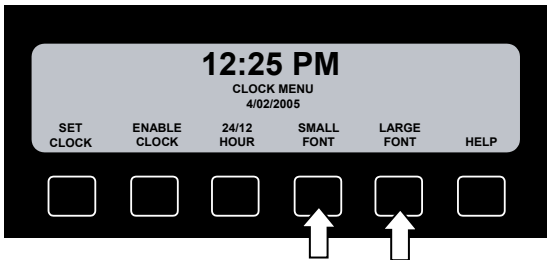 12:25 PM
CLOCK MENU
4/02/2005
SET CLOCK
ENABLE CLOCK
24/12 HOUR
SMALL FONT
LARGE FONT
HELP